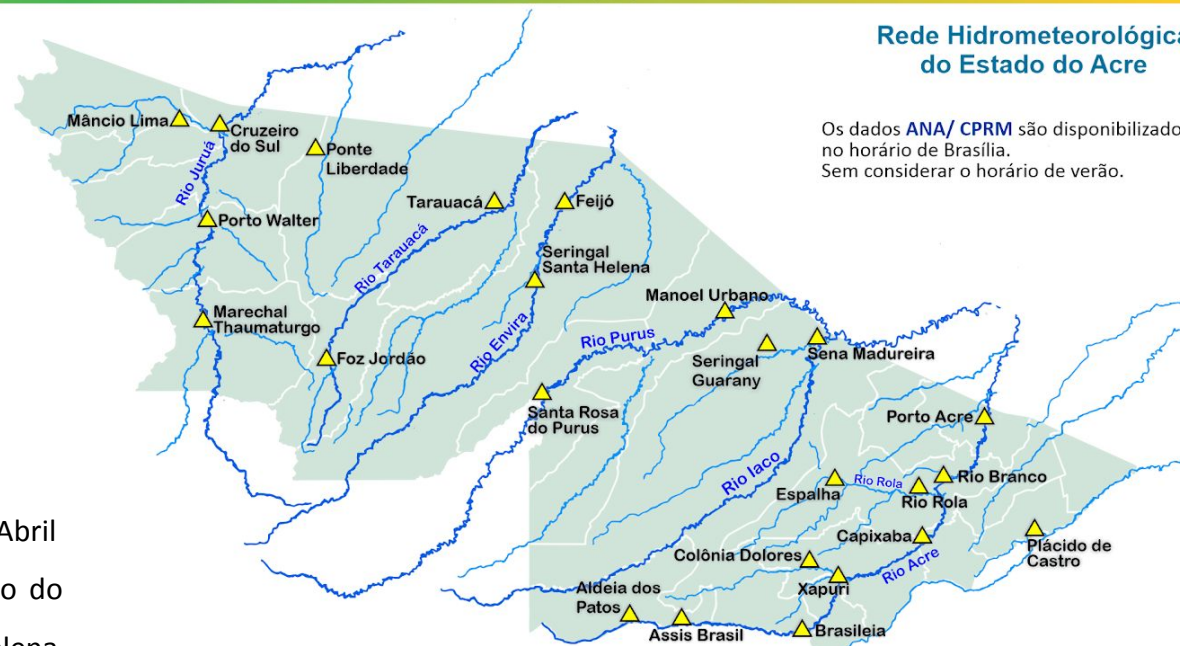 Rede Hidrometeorológica
do Estado do Acre
Os dados ANA/ CPRM são disponibilizado
no horário de Brasília.
Sem considerar o horário de verão.
Mâncio Lima
Cruzeiro
do Sul
Ponte
Liberdade
Rio Juruá
Porto Walter
Tarauacá
Feijó
Rio Tarauacá
Seringal
Santa Helena
Marechal
Thaumaturgo
Foz Jordão
Rio Envira
Manoel Urbano
Rio Purus
Seringal
Guarany
Sena Madureira
Santa Rosa
do Purus
Porto Acre
Rio Iaco
Espalha
Rio Rola
Rio Rola
Rio Branco
Capixaba
Plácido de
Castro
Colônia Dolores
Rio Acre
Xapuri
Aldeia dos
Patos
Assis Brasil
Brasileia
Abril
o do